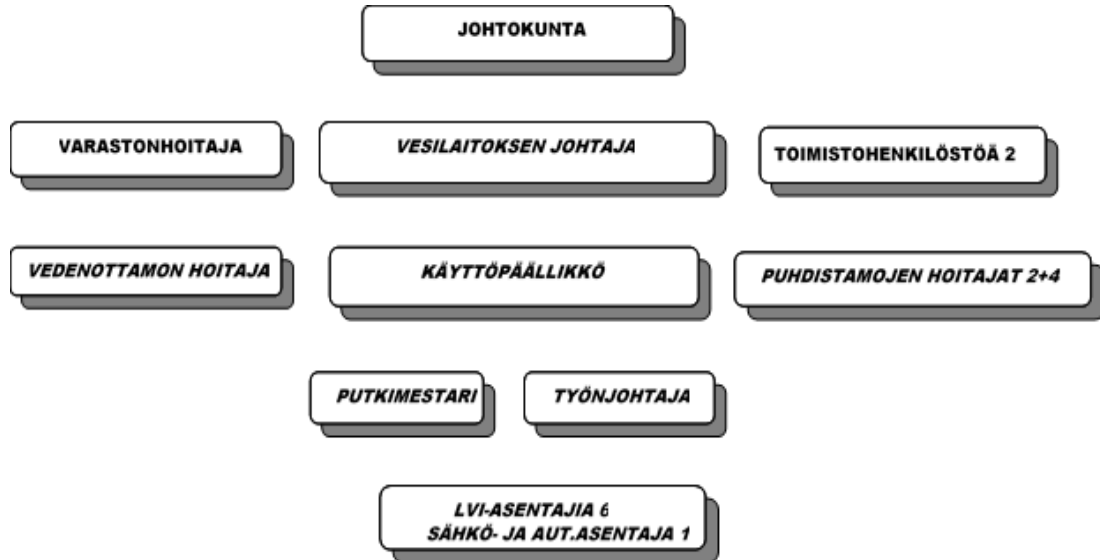 JOHTOKUNTA
VARASTONHOITAJA
VESILAITOKSEN JOHTAJA
TOIMISTOHENKILÖSTÖÄ 2
VEDENOTTAMON HOITAJA
KÄYTTÖPÄÄLLIKKÖ
PUHDISTAMOJEN HOITAJAT 2+4
PUTKIMESTARI
TYÖNJOHTAJA
LVI-ASENTAJIA 6
SÄHKÖ- JA AUT.ASENTAJA 1